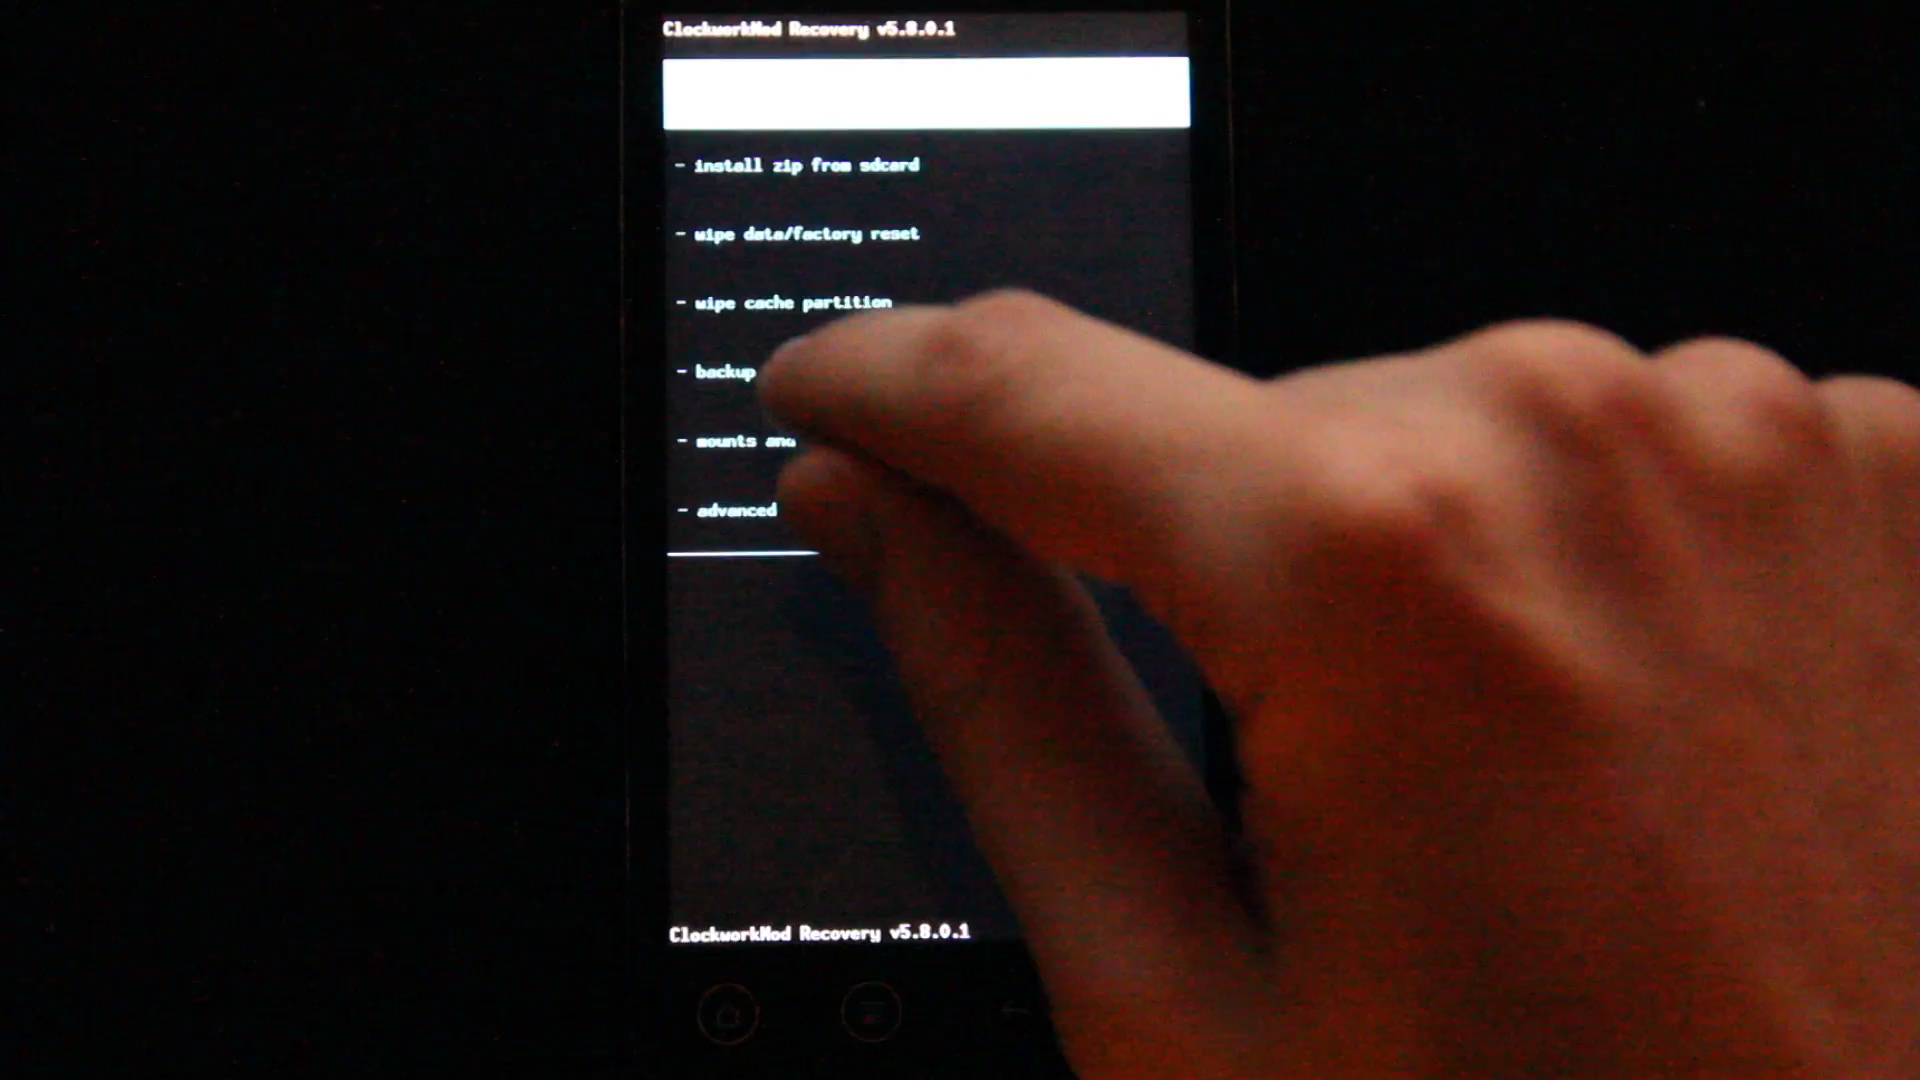 ClockworkMod Recovery v5.8.0.1
- install zip from sdcard
- wipe data/factory reset
- wipe cache partition
- backup
- mounts and
- advanced
ClockworkMod Recovery v5.8.0.1